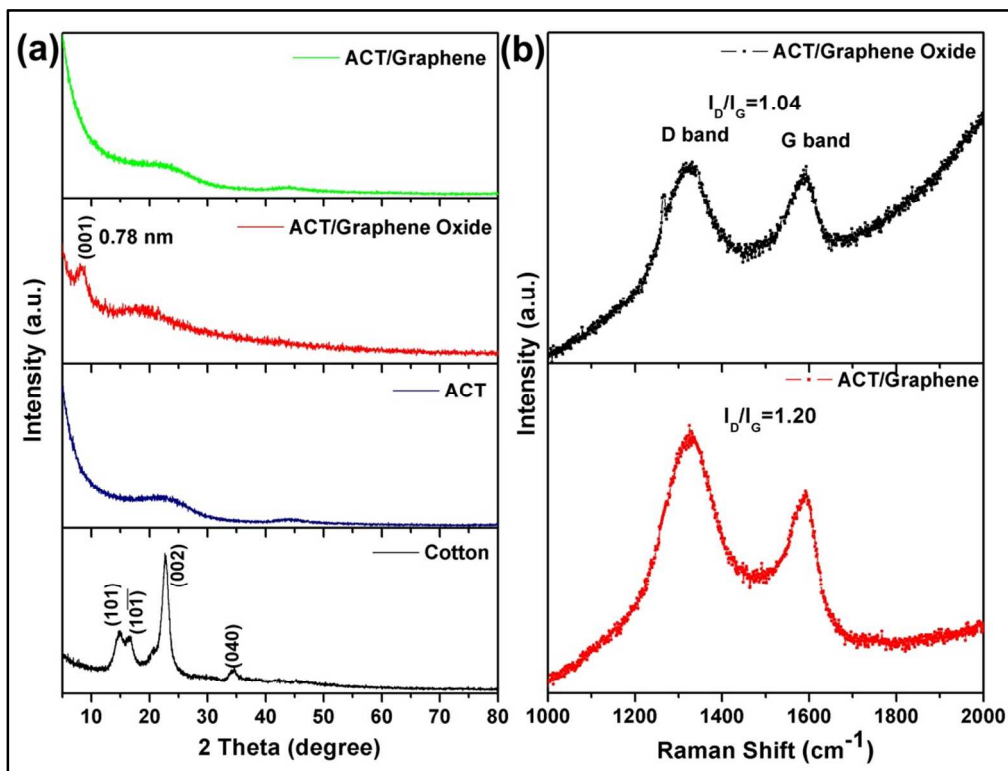 (a)
ACT/Graphene
ACT/Graphene Oxide
(001)
0.78 nm
ACT
Cotton
(101)
(101̅)
(002)
(040)
10 20 30 40 50 60 70 80
2 Theta (degree)
Intensity (a.u.)
(b)
ACT/Graphene Oxide
I_D/I_G=1.04
D band
G band
ACT/Graphene
I_D/I_G=1.20
1000 1200 1400 1600 1800 2000
Raman Shift (cm⁻¹)
Intensity (a.u.)
Intensity (a.u.)